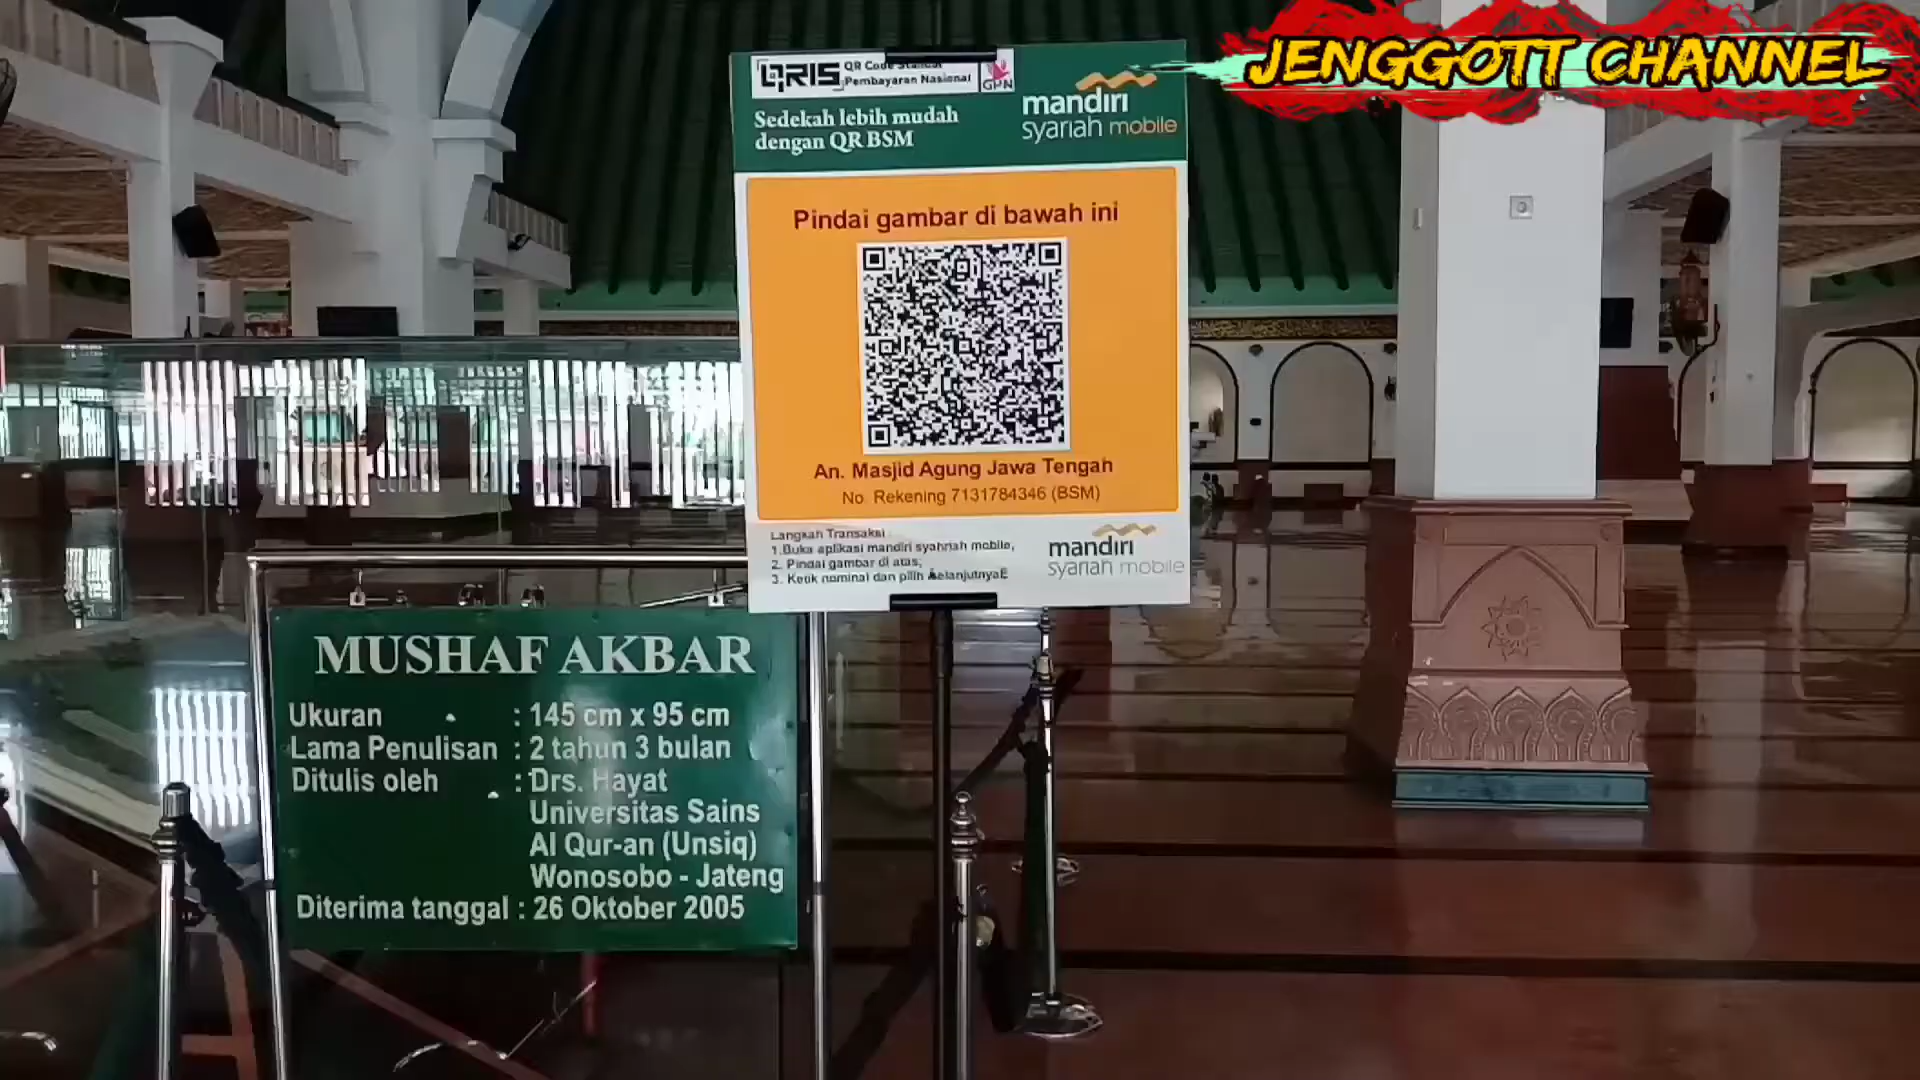 JENGGOTT CHANNEL
QRIS QR Code Standar
Pembayaran Nasional
GPN
Sedekah lebih mudah
dengan QR BSM
mandiri
syariah mobile
Pindai gambar di bawah ini
An. Masjid Agung Jawa Tengah
No. Rekening 7131784346 (BSM)
Langkah Transaksi
1.Buka aplikasi mandiri syahriah mobile,
2. Pindai gambar di atas,
3. Ketik nominal dan pilih
mandiri
syariah mobile
MUSHAF AKBAR
Ukuran : 145 cm x 95 cm
Lama Penulisan : 2 tahun 3 bulan
Ditulis oleh : Drs. Hayat
Universitas Sains
Al Qur-an (Unsiq)
Wonosobo - Jateng
Diterima tanggal : 26 Oktober 2005